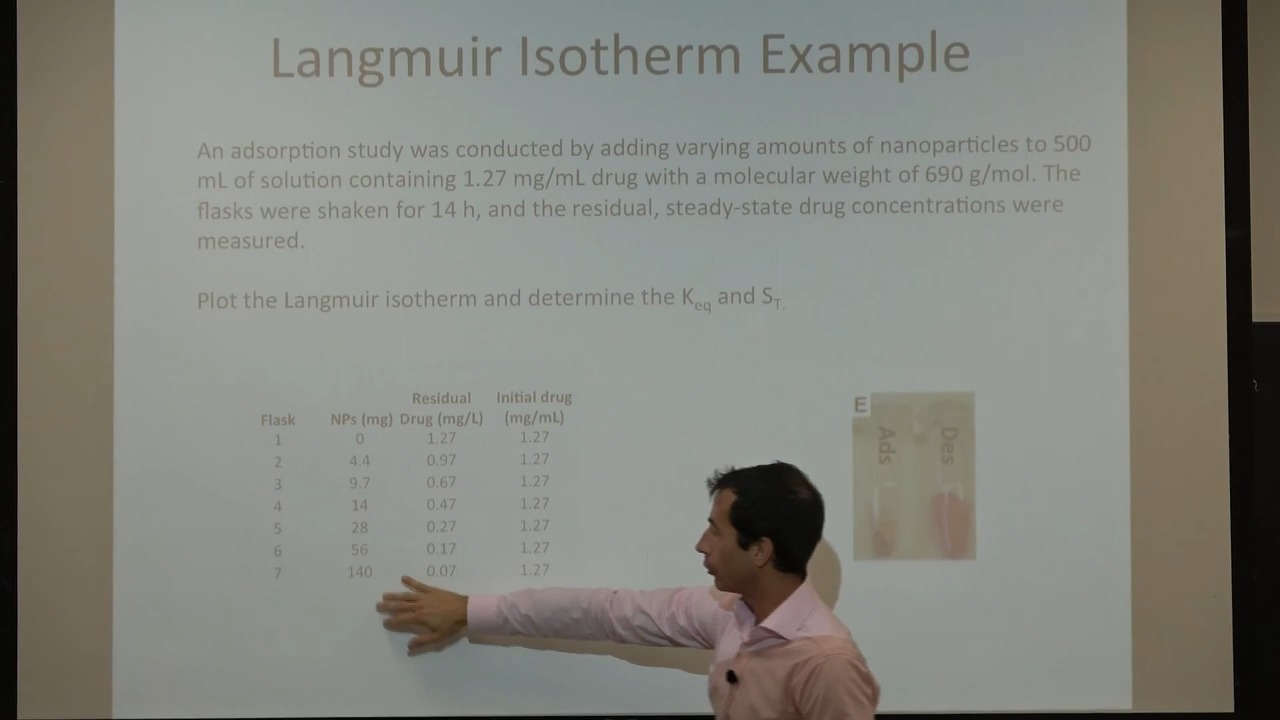 Langmuir Isotherm Example
An adsorption study was conducted by adding varying amounts of nanoparticles to 500
mL of solution containing 1.27 mg/mL drug with a molecular weight of 690 g/mol. The
flasks were shaken for 14 h, and the residual, steady-state drug concentrations were
measured.
Plot the Langmuir isotherm and determine the Keq and ST.
Residual Initial drug
Flask NPs (mg) Drug (mg/L) (mg/mL)
1 0 1.27 1.27
2 4.4 0.97 1.27
3 9.7 0.67 1.27
4 14 0.47 1.27
5 28 0.27 1.27
6 56 0.17 1.27
7 140 0.07 1.27
E
Ads
Des